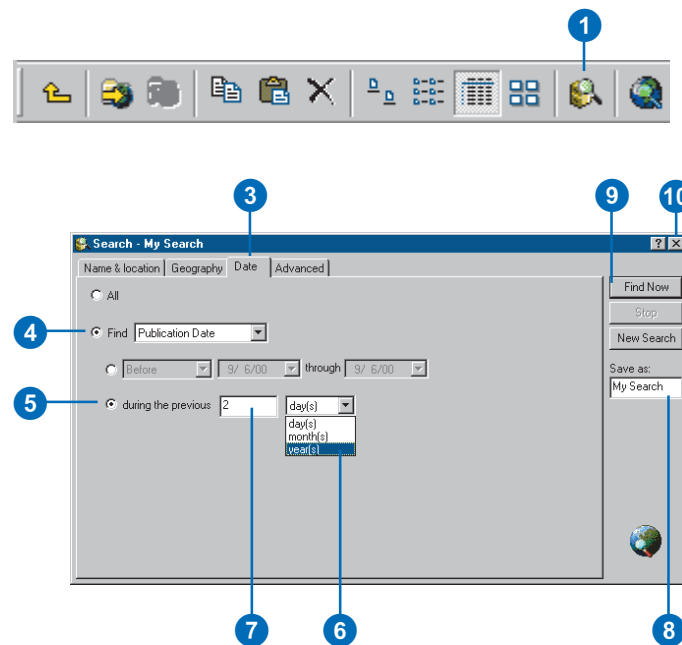 1
3
9
10
Search - My Search
Name & location Geography Date Advanced
All
Find Now
Stop
4
Find Publication Date
New Search
Before 9/ 6/00 through 9/ 6/00
Save as:
My Search
5
during the previous 2 day(s)
day(s)
month(s)
year(s)
7
6
8